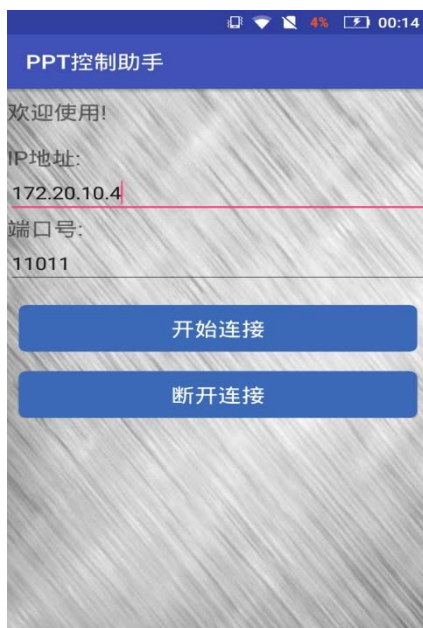 4% 00:14
PPT控制助手
欢迎使用!
IP地址:
172.20.10.4
端口号:
11011
开始连接
断开连接